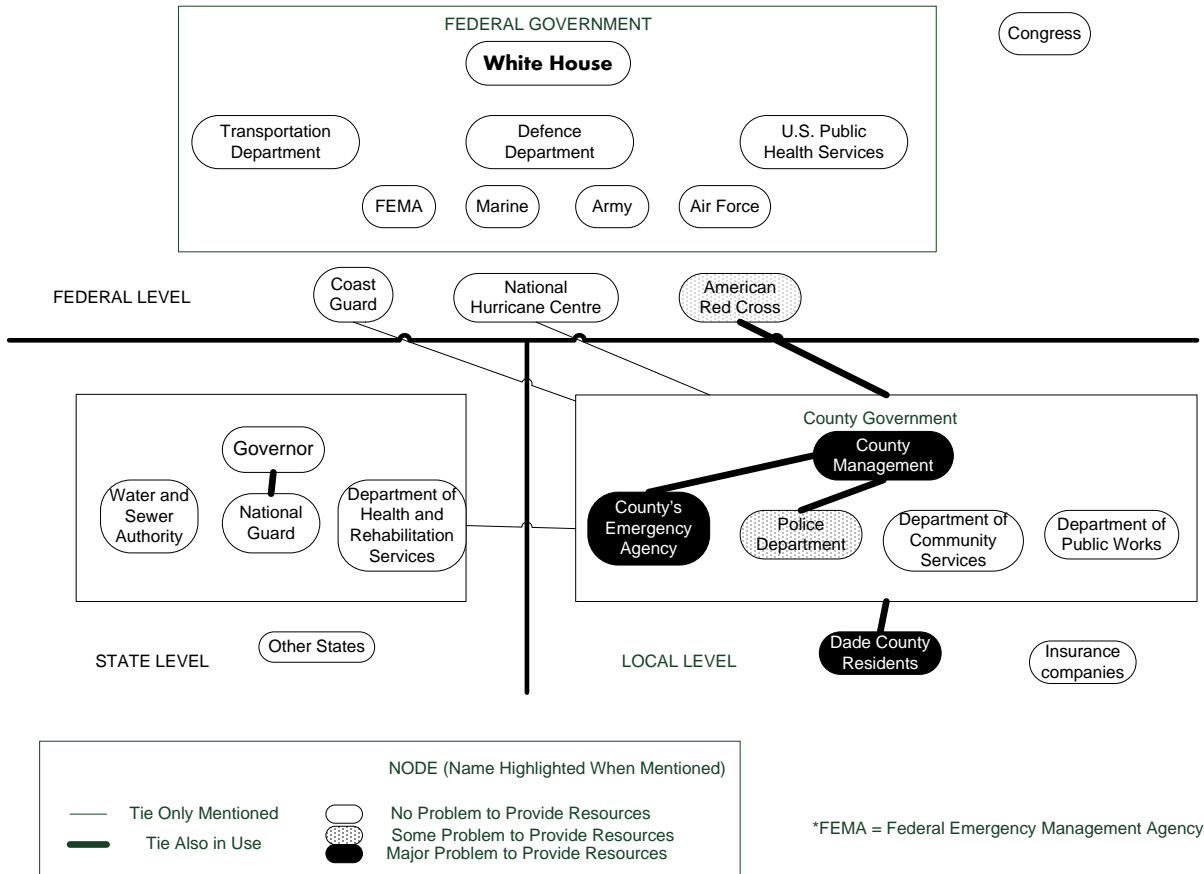 FEDERAL GOVERNMENT
White House
Congress
Transportation
Department
Defence
Department
U.S. Public
Health Services
FEMA
Marine
Army
Air Force
FEDERAL LEVEL
Coast
Guard
National
Hurricane Centre
American
Red Cross
Governor
Water and
Sewer
Authority
National
Guard
Department of
Health and
Rehabilitation
Services
County Government
County
Management
County's
Emergency
Agency
Police
Department
Department of
Community
Services
Department of
Public Works
STATE LEVEL
Other States
LOCAL LEVEL
Dade County
Residents
Insurance
companies
NODE (Name Highlighted When Mentioned)
Tie Only Mentioned
Tie Also in Use
No Problem to Provide Resources
Some Problem to Provide Resources
Major Problem to Provide Resources
*FEMA = Federal Emergency Management Agency